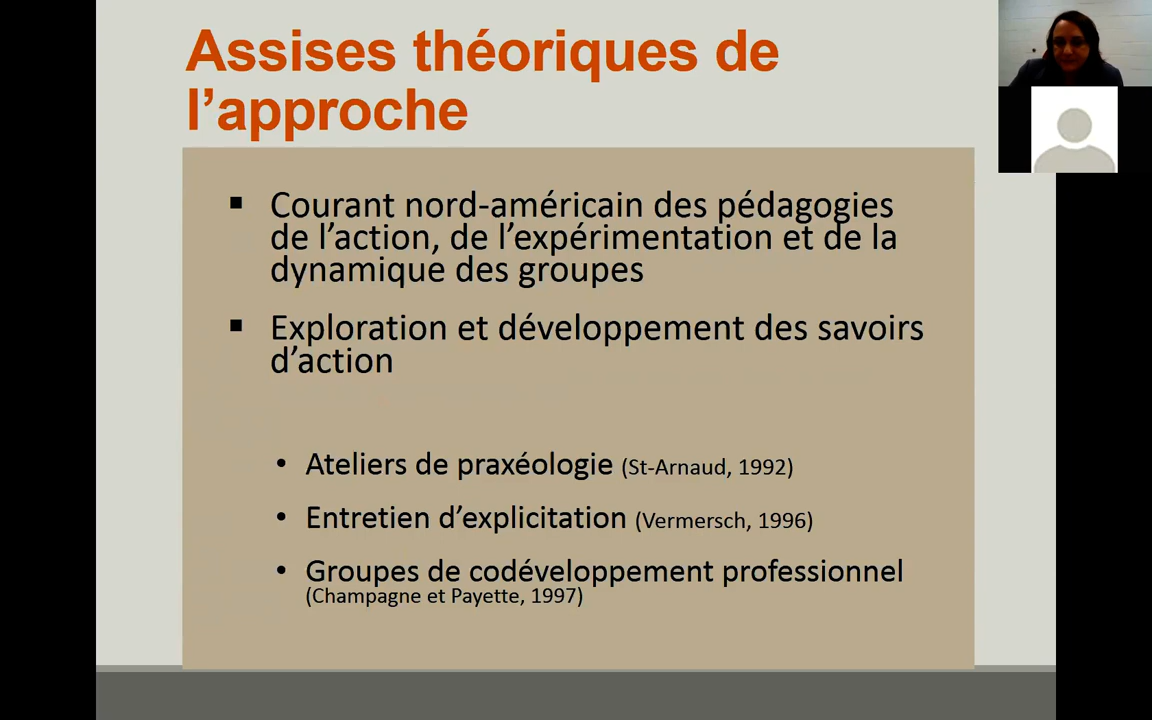 Assises théoriques de
l’approche
▪ Courant nord-américain des pédagogies
de l’action, de l’expérimentation et de la
dynamique des groupes
▪ Exploration et développement des savoirs
d’action
• Ateliers de praxéologie (St-Arnaud, 1992)
• Entretien d’explicitation (Vermersch, 1996)
• Groupes de codéveloppement professionnel
(Champagne et Payette, 1997)